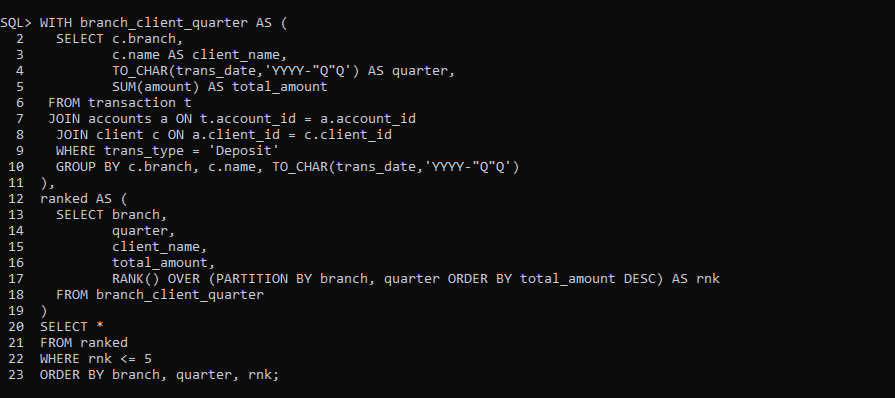 SQL> WITH branch_client_quarter AS (
  2    SELECT c.branch,
  3           c.name AS client_name,
  4           TO_CHAR(trans_date,'YYYY-"Q"Q') AS quarter,
  5           SUM(amount) AS total_amount
  6   FROM transaction t
  7   JOIN accounts a ON t.account_id = a.account_id
  8    JOIN client c ON a.client_id = c.client_id
  9    WHERE trans_type = 'Deposit'
 10    GROUP BY c.branch, c.name, TO_CHAR(trans_date,'YYYY-"Q"Q')
 11  ),
 12  ranked AS (
 13    SELECT branch,
 14           quarter,
 15           client_name,
 16           total_amount,
 17           RANK() OVER (PARTITION BY branch, quarter ORDER BY total_amount DESC) AS rnk
 18    FROM branch_client_quarter
 19  )
 20  SELECT *
 21  FROM ranked
 22  WHERE rnk <= 5
 23  ORDER BY branch, quarter, rnk;